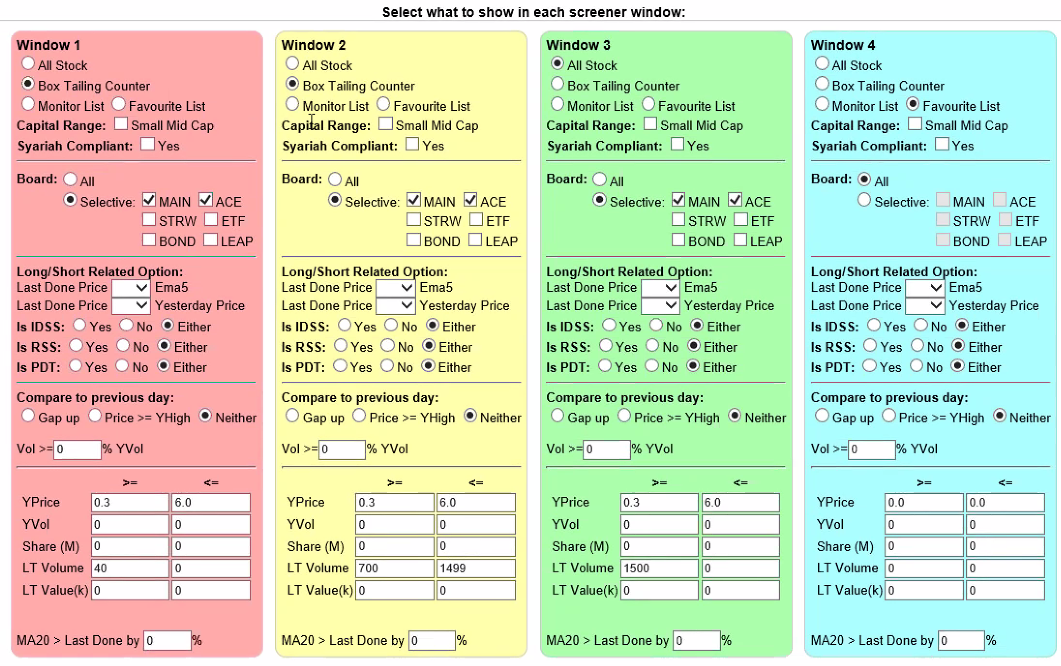 Select what to show in each screener window:
Window 1
All Stock
Box Tailing Counter
Monitor List Favourite List
Capital Range: Small Mid Cap
Syariah Compliant: Yes
Board: All
Selective: MAIN ACE
STRW ETF
BOND LEAP
Long/Short Related Option:
Last Done Price Ema5
Last Done Price Yesterday Price
Is IDSS: Yes No Either
Is RSS: Yes No Either
Is PDT: Yes No Either
Compare to previous day:
Gap up Price >= YHigh Neither
Vol >= 0 % YVol
>= <=
YPrice 0.3 6.0
YVol 0 0
Share (M) 0 0
LT Volume 40 0
LT Value(k) 0 0
MA20 > Last Done by 0 %
Window 2
All Stock
Box Tailing Counter
Monitor List Favourite List
Capital Range: Small Mid Cap
Syariah Compliant: Yes
Board: All
Selective: MAIN ACE
STRW ETF
BOND LEAP
Long/Short Related Option:
Last Done Price Ema5
Last Done Price Yesterday Price
Is IDSS: Yes No Either
Is RSS: Yes No Either
Is PDT: Yes No Either
Compare to previous day:
Gap up Price >= YHigh Neither
Vol >= 0 % YVol
>= <=
YPrice 0.3 6.0
YVol 0 0
Share (M) 0 0
LT Volume 700 1499
LT Value(k) 0 0
MA20 > Last Done by 0 %
Window 3
All Stock
Box Tailing Counter
Monitor List Favourite List
Capital Range: Small Mid Cap
Syariah Compliant: Yes
Board: All
Selective: MAIN ACE
STRW ETF
BOND LEAP
Long/Short Related Option:
Last Done Price Ema5
Last Done Price Yesterday Price
Is IDSS: Yes No Either
Is RSS: Yes No Either
Is PDT: Yes No Either
Compare to previous day:
Gap up Price >= YHigh Neither
Vol >= 0 % YVol
>= <=
YPrice 0.3 6.0
YVol 0 0
Share (M) 0 0
LT Volume 1500 0
LT Value(k) 0 0
MA20 > Last Done by 0 %
Window 4
All Stock
Box Tailing Counter
Monitor List Favourite List
Capital Range: Small Mid Cap
Syariah Compliant: Yes
Board: All
Selective: MAIN ACE
STRW ETF
BOND LEAP
Long/Short Related Option:
Last Done Price Ema5
Last Done Price Yesterday Price
Is IDSS: Yes No Either
Is RSS: Yes No Either
Is PDT: Yes No Either
Compare to previous day:
Gap up Price >= YHigh Neither
Vol >= 0 % YVol
>= <=
YPrice 0.0 0.0
YVol 0 0
Share (M) 0 0
LT Volume 0 0
LT Value(k) 0 0
MA20 > Last Done by 0 %